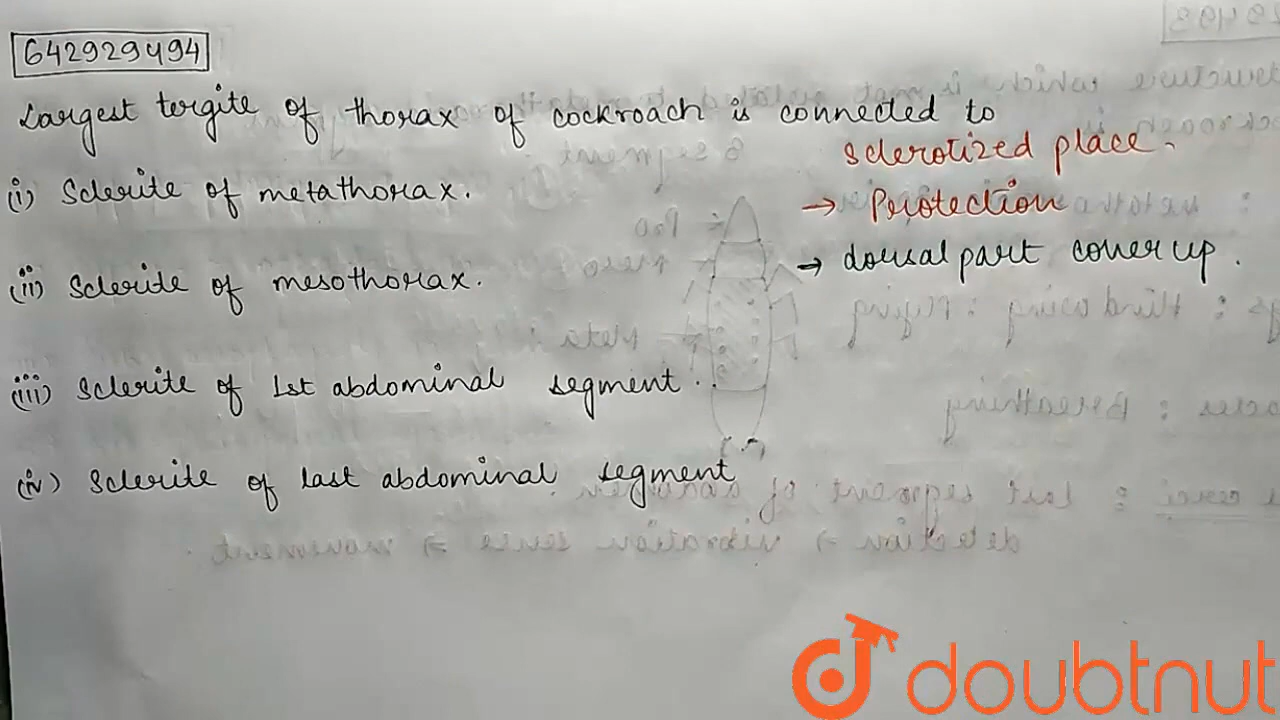 642929494
Largest tergite of thorax of cockroach is connected to
sclerotized place.
(i) Sclerite of metathorax.
→ Protection
(ii) Sclerite of mesothorax.
→ dorsal part cover up.
(iii) Sclerite of 1st abdominal segment.
(iv) Sclerite of last abdominal segment
doubtnut